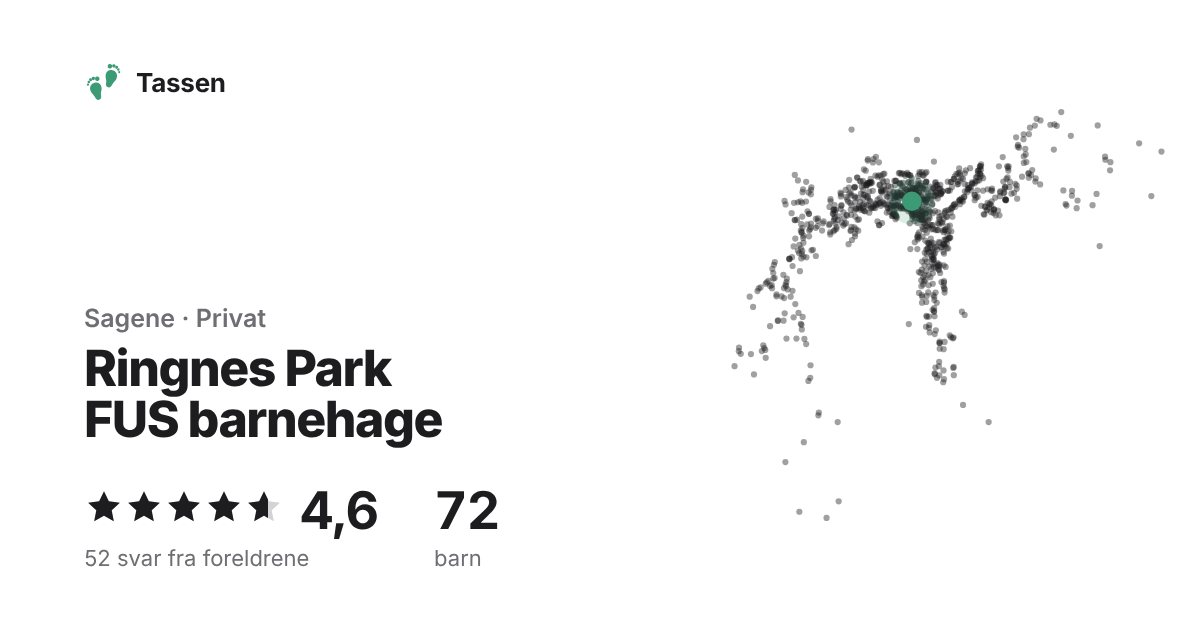 Tassen
Sagene · Privat
Ringnes Park
FUS barnehage
4,6
72
52 svar fra foreldrene
barn